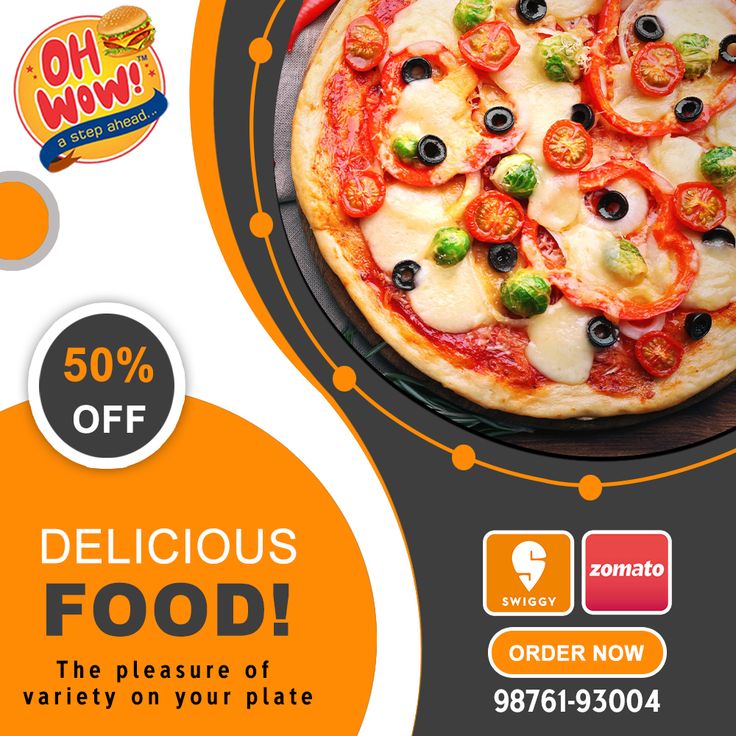 OH
WOW!™
a step ahead...
50%
OFF
DELICIOUS
FOOD!
The pleasure of
variety on your plate
SWIGGY
zomato
ORDER NOW
98761-93004